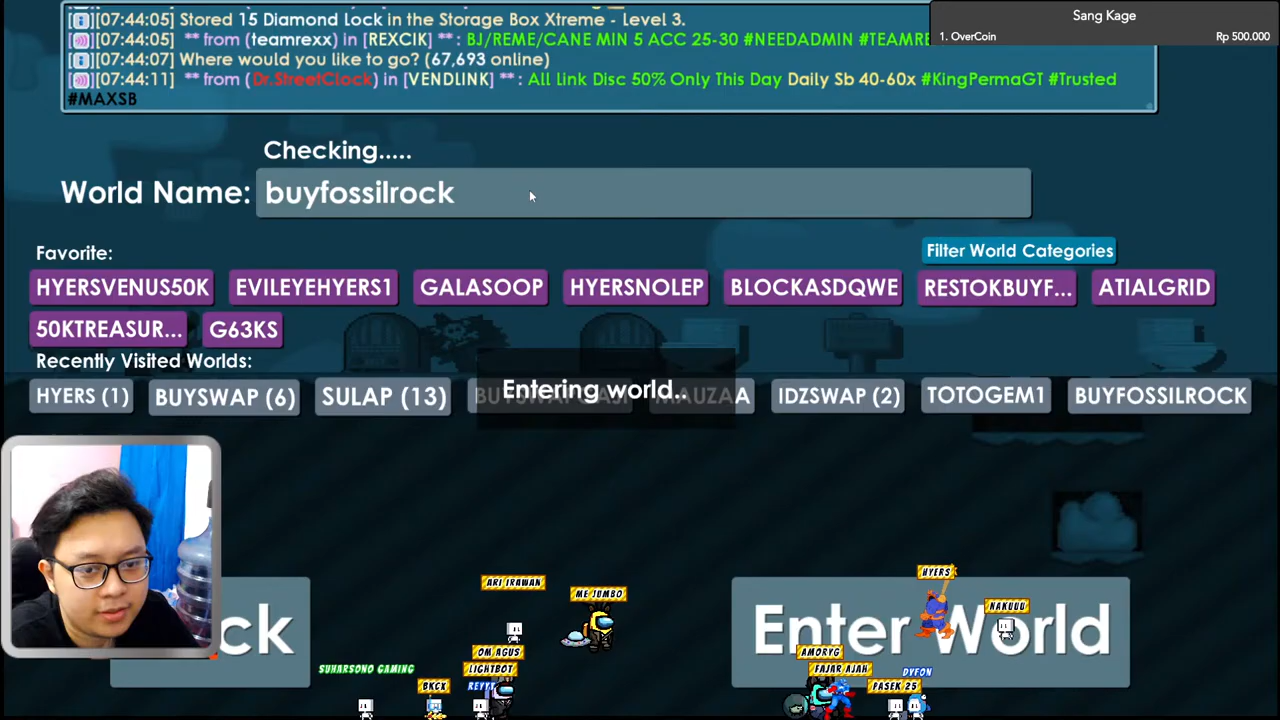 [07:44:05] Stored 15 Diamond Lock in the Storage Box Xtreme - Level 3.
[07:44:05] ** from (teamrexx) in [REXCIK] ** : BJ/REME/CANE MIN 5 ACC 25-30 #NEEDADMIN #TEAMRE
[07:44:07] Where would you like to go? (67,693 online)
[07:44:11] ** from (Dr.StreetClock) in [VENDLINK] ** : All Link Disc 50% Only This Day Daily Sb 40-60x #KingPermaGT #Trusted
#MAXSB
Sang Kage
1. OverCoin Rp 500.000
Checking.....
World Name: buyfossilrock
Favorite:
Filter World Categories
HYERSVENUS50K EVILEYEHYERS1 GALASOOP HYERSNOLEP BLOCKASDQWE RESTOKBUYF... ATIALGRID
50KTREASUR... G63KS
Recently Visited Worlds:
HYERS (1) BUYSWAP (6) SULAP (13) IDZSWAP (2) TOTOGEM1 BUYFOSSILROCK
Entering world..
HYERS
ARI IRAWAN
ME JUMBO
NAKUUU
ck
Enter World
OM AGUS
AMORYG
SUHARSONO GAMING
LIGHTBOT
FAJAR AJAH
DYFON
BKCX
PASEK 25